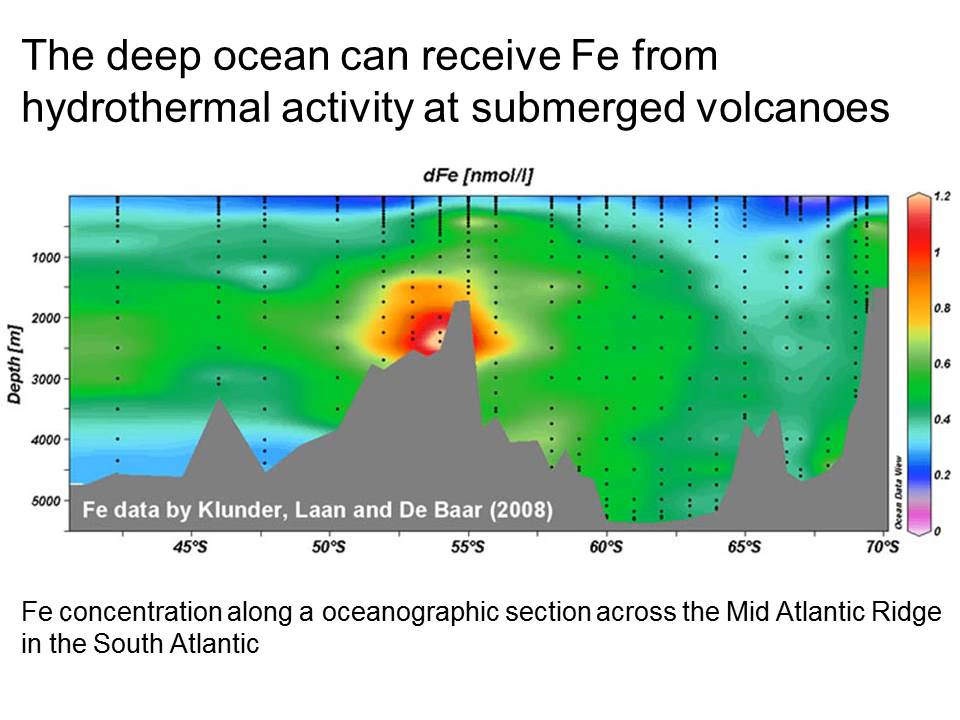 The deep ocean can receive Fe from
hydrothermal activity at submerged volcanoes
dFe [nmol/l]
1.2
1
0.8
0.6
0.4
0.2
0
Ocean Data View
Depth [m]
1000
2000
3000
4000
5000
Fe data by Klunder, Laan and De Baar (2008)
45°S
50°S
55°S
60°S
65°S
70°S
Fe concentration along a oceanographic section across the Mid Atlantic Ridge
in the South Atlantic